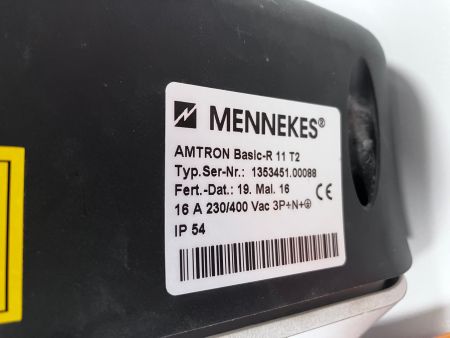 MENNEKES®
AMTRON Basic-R 11 T2
Typ.Ser-Nr.: 1353451.00088
Fert.-Dat.: 19. Mai. 16
CE
16 A 230/400 Vac 3P+N+⏚
IP 54